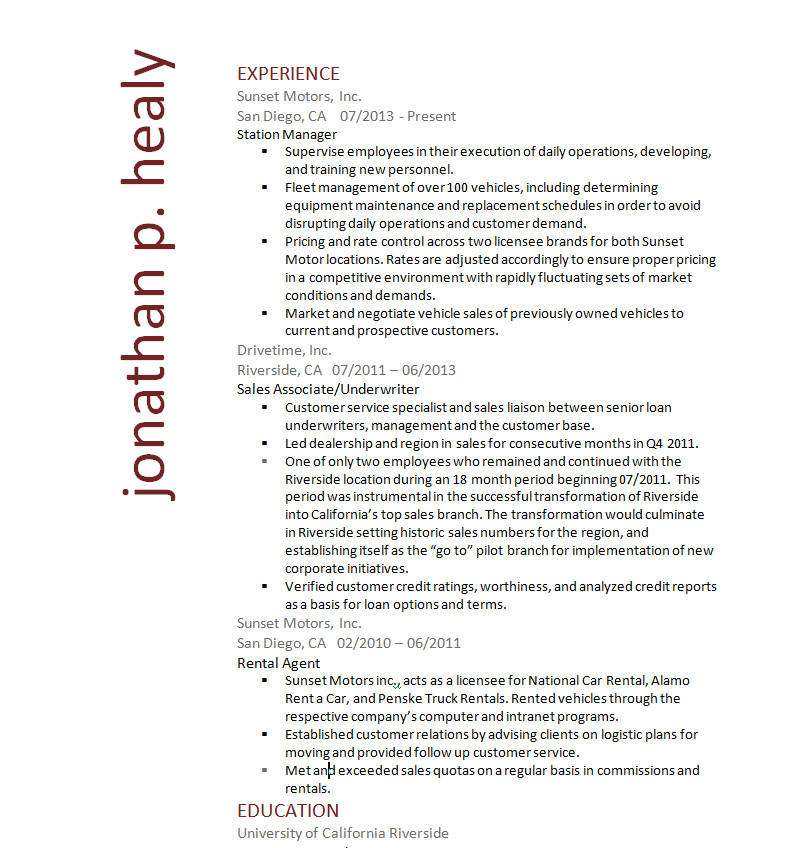 jonathan p. healy
EXPERIENCE
Sunset Motors, Inc.
San Diego, CA   07/2013 - Present
Station Manager
▪ Supervise employees in their execution of daily operations, developing,
and training new personnel.
▪ Fleet management of over 100 vehicles, including determining
equipment maintenance and replacement schedules in order to avoid
disrupting daily operations and customer demand.
▪ Pricing and rate control across two licensee brands for both Sunset
Motor locations. Rates are adjusted accordingly to ensure proper pricing
in a competitive environment with rapidly fluctuating sets of market
conditions and demands.
▪ Market and negotiate vehicle sales of previously owned vehicles to
current and prospective customers.
Drivetime, Inc.
Riverside, CA   07/2011 – 06/2013
Sales Associate/Underwriter
▪ Customer service specialist and sales liaison between senior loan
underwriters, management and the customer base.
▪ Led dealership and region in sales for consecutive months in Q4 2011.
▪ One of only two employees who remained and continued with the
Riverside location during an 18 month period beginning 07/2011.  This
period was instrumental in the successful transformation of Riverside
into California’s top sales branch. The transformation would culminate
in Riverside setting historic sales numbers for the region, and
establishing itself as the “go to” pilot branch for implementation of new
corporate initiatives.
▪ Verified customer credit ratings, worthiness, and analyzed credit reports
as a basis for loan options and terms.
Sunset Motors, Inc.
San Diego, CA   02/2010 – 06/2011
Rental Agent
▪ Sunset Motors inc., acts as a licensee for National Car Rental, Alamo
Rent a Car, and Penske Truck Rentals. Rented vehicles through the
respective company’s computer and intranet programs.
▪ Established customer relations by advising clients on logistic plans for
moving and provided follow up customer service.
▪ Met and exceeded sales quotas on a regular basis in commissions and
rentals.
EDUCATION
University of California Riverside